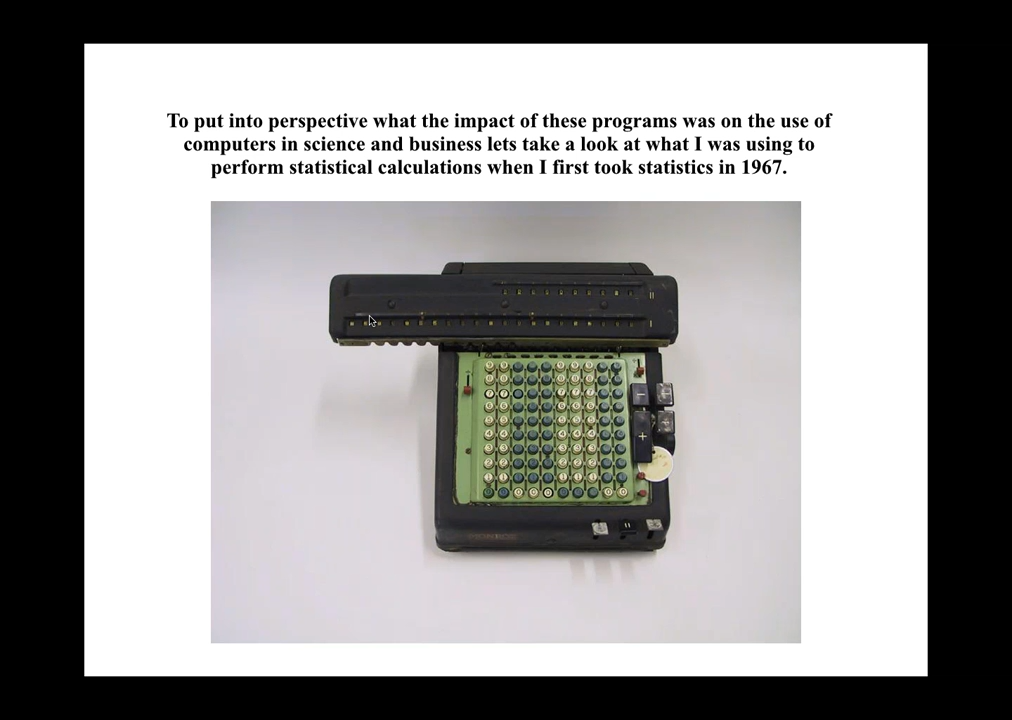 To put into perspective what the impact of these programs was on the use of
computers in science and business lets take a look at what I was using to
perform statistical calculations when I first took statistics in 1967.